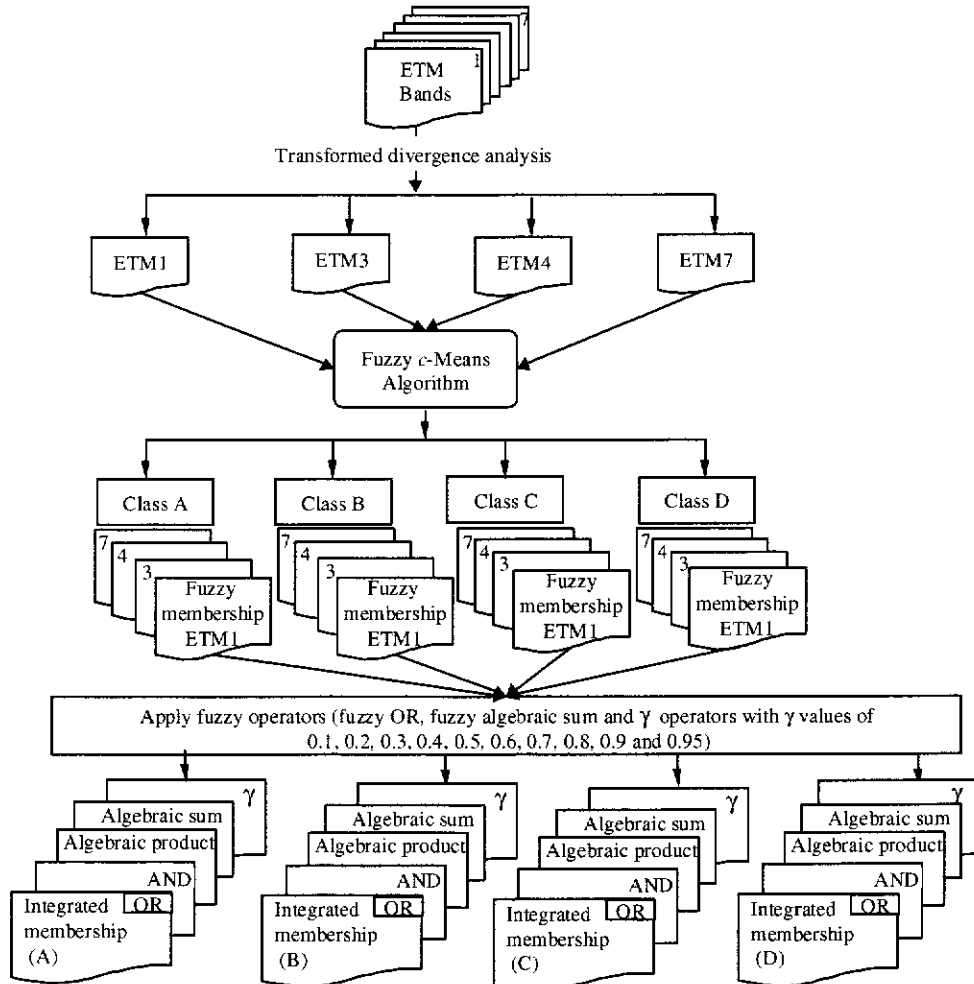 7
1
ETM
Bands
Transformed divergence analysis
ETM1
ETM3
ETM4
ETM7
Fuzzy c-Means
Algorithm
Class A
Class B
Class C
Class D
7
4
3
Fuzzy
membership
ETM1
7
4
3
Fuzzy
membership
ETM1
7
4
3
Fuzzy
membership
ETM1
7
4
3
Fuzzy
membership
ETM1
Apply fuzzy operators (fuzzy OR, fuzzy algebraic sum and γ operators with γ values of
0.1, 0.2, 0.3, 0.4, 0.5, 0.6, 0.7, 0.8, 0.9 and 0.95)
γ
Algebraic sum
Algebraic product
AND
OR
Integrated
membership
(A)
γ
Algebraic sum
Algebraic product
AND
OR
Integrated
membership
(B)
γ
Algebraic sum
Algebraic product
AND
OR
Integrated
membership
(C)
γ
Algebraic sum
Algebraic product
AND
OR
Integrated
membership
(D)